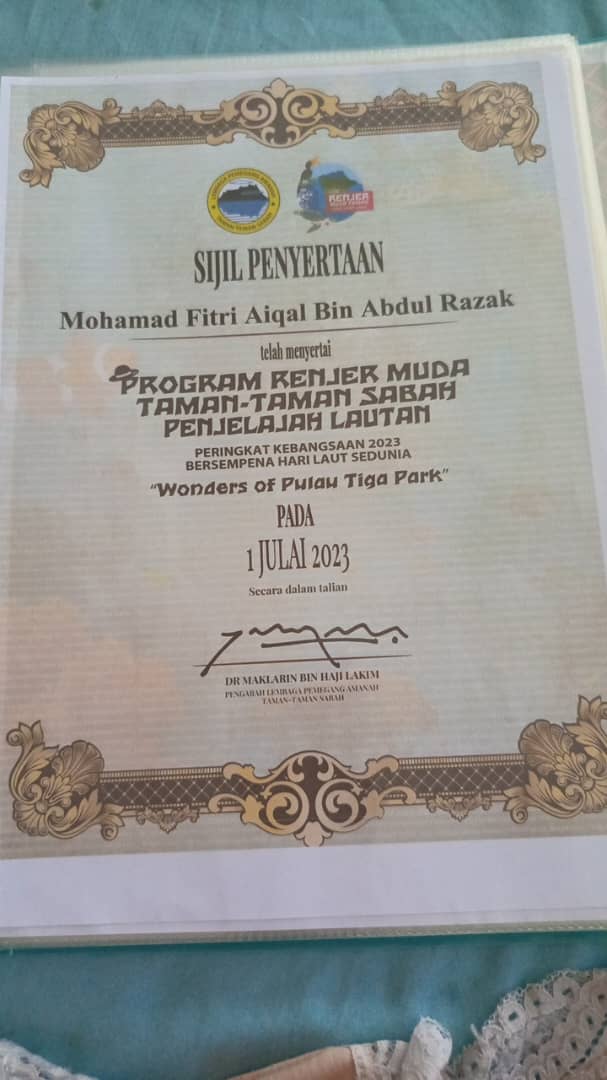 SIJIL PENYERTAAN
Mohamad Fitri Aiqal Bin Abdul Razak
telah menyertai
PROGRAM RENJER MUDA
TAMAN-TAMAN SABAH
PENJELAJAH LAUTAN
PERINGKAT KEBANGSAAN 2023
BERSEMPENA HARI LAUT SEDUNIA
"Wonders of Pulau Tiga Park"
PADA
1 JULAI 2023
Secara dalam talian
DR MAKLARIN BIN HAJI LAKIM
PENGARAH LEMBAGA PEMEGANG AMANAH
TAMAN-TAMAN SABAH